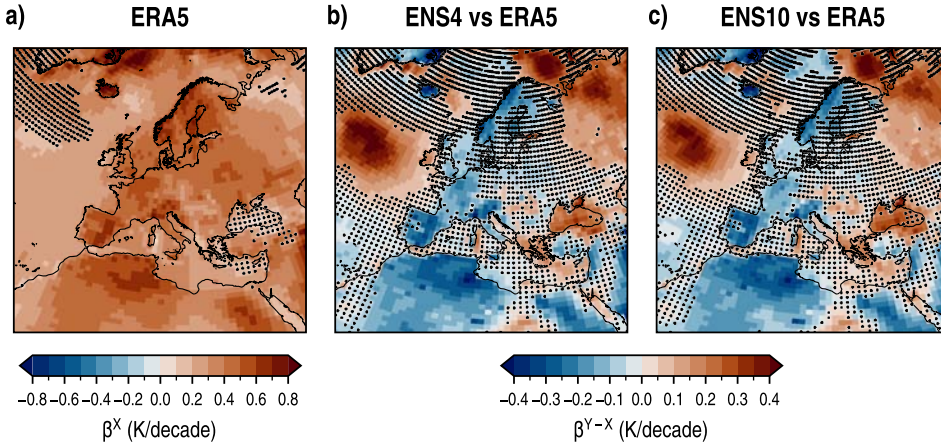 a) ERA5
b) ENS4 vs ERA5
c) ENS10 vs ERA5
−0.8 −0.6 −0.4 −0.2 0.0 0.2 0.4 0.6 0.8
βˣ (K/decade)
−0.4 −0.3 −0.2 −0.1 0.0 0.1 0.2 0.3 0.4
β^Y−X (K/decade)